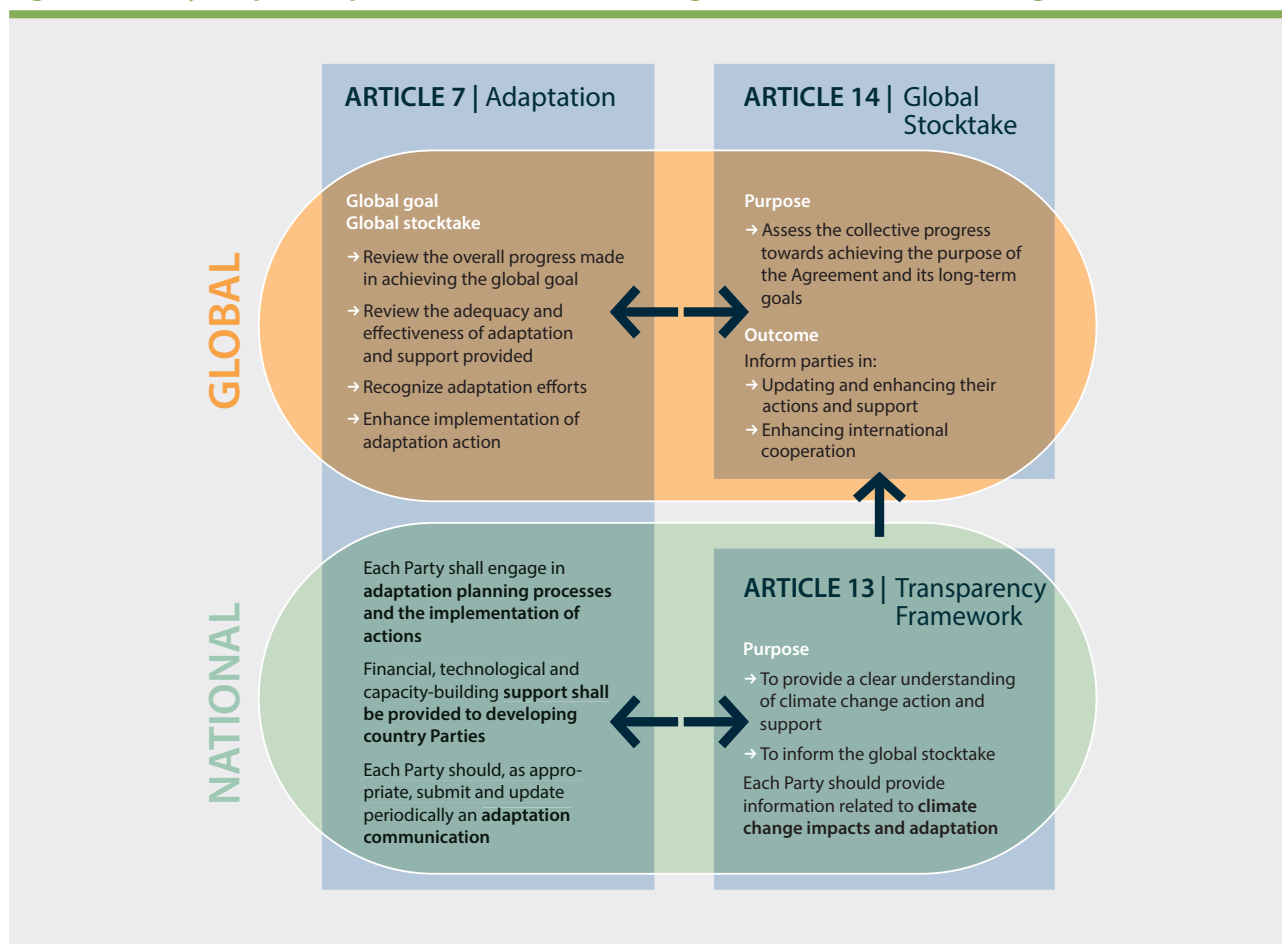 ARTICLE 7 | Adaptation
ARTICLE 14 | Global
Stocktake
GLOBAL
Global goal
Global stocktake
→ Review the overall progress made
in achieving the global goal
→ Review the adequacy and
effectiveness of adaptation
and support provided
→ Recognize adaptation efforts
→ Enhance implementation of
adaptation action
Purpose
→ Assess the collective progress
towards achieving the purpose of
the Agreement and its long-term
goals
Outcome
Inform parties in:
→ Updating and enhancing their
actions and support
→ Enhancing international
cooperation
NATIONAL
Each Party shall engage in
adaptation planning processes
and the implementation of
actions
Financial, technological and
capacity-building support shall
be provided to developing
country Parties
Each Party should, as appro-
priate, submit and update
periodically an adaptation
communication
ARTICLE 13 | Transparency
Framework
Purpose
→ To provide a clear understanding
of climate change action and
support
→ To inform the global stocktake
Each Party should provide
information related to climate
change impacts and adaptation